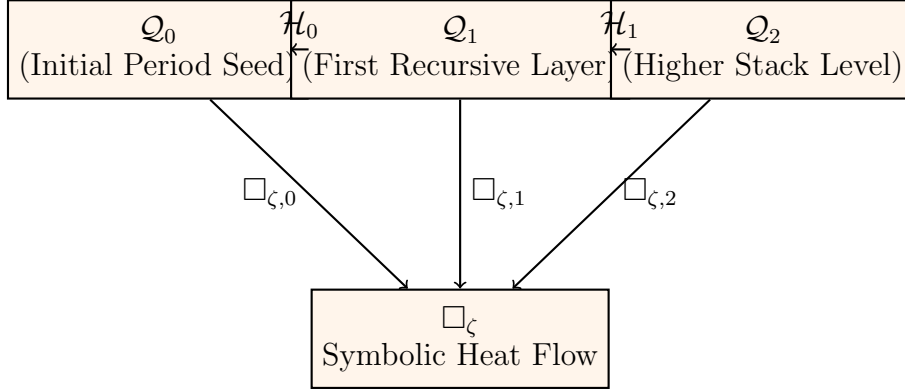 𝒬₀
(Initial Period Seed)
ℋ₀
𝒬₁
(First Recursive Layer)
ℋ₁
𝒬₂
(Higher Stack Level)
□_{ζ,0}
□_{ζ,1}
□_{ζ,2}
□_ζ
Symbolic Heat Flow